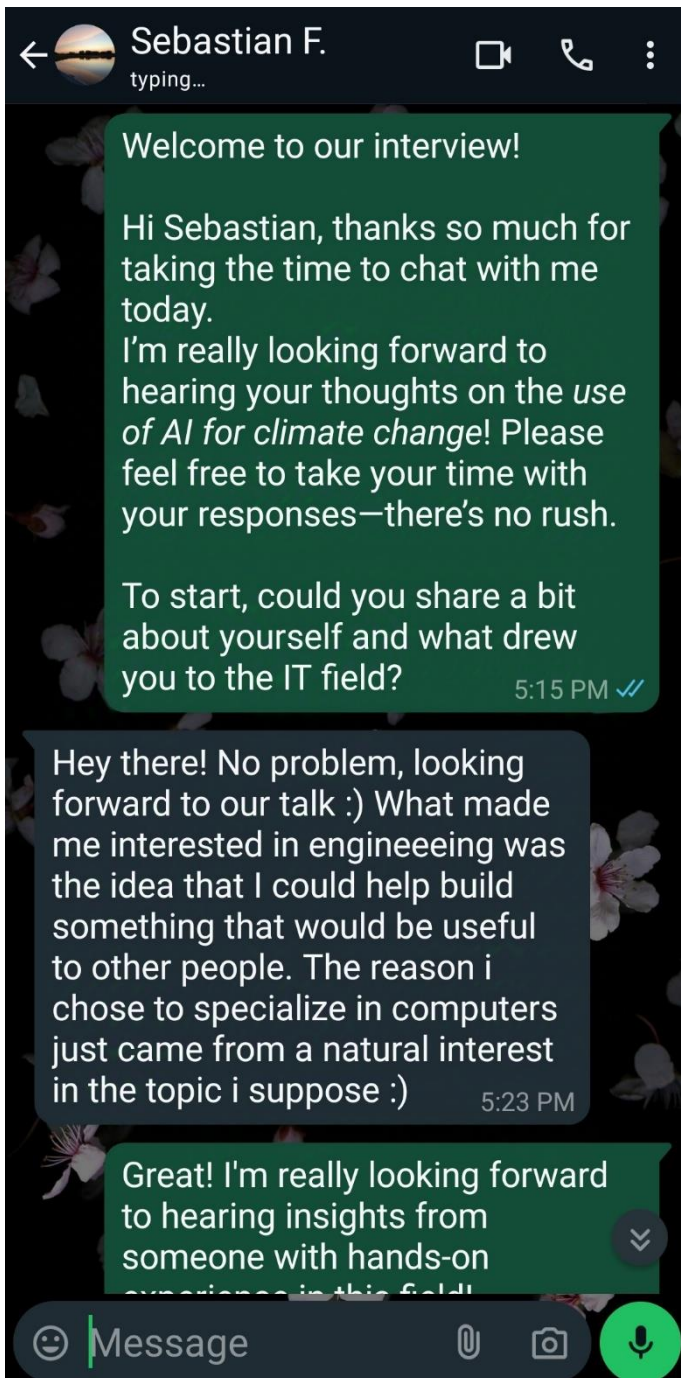 Sebastian F.
typing...
Welcome to our interview!
Hi Sebastian, thanks so much for
taking the time to chat with me
today.
I’m really looking forward to
hearing your thoughts on the use
of AI for climate change! Please
feel free to take your time with
your responses—there’s no rush.
To start, could you share a bit
about yourself and what drew
you to the IT field?
5:15 PM
Hey there! No problem, looking
forward to our talk :) What made
me interested in engineeeing was
the idea that I could help build
something that would be useful
to other people. The reason i
chose to specialize in computers
just came from a natural interest
in the topic i suppose :)
5:23 PM
Great! I'm really looking forward
to hearing insights from
someone with hands-on
experience in this field!
Message